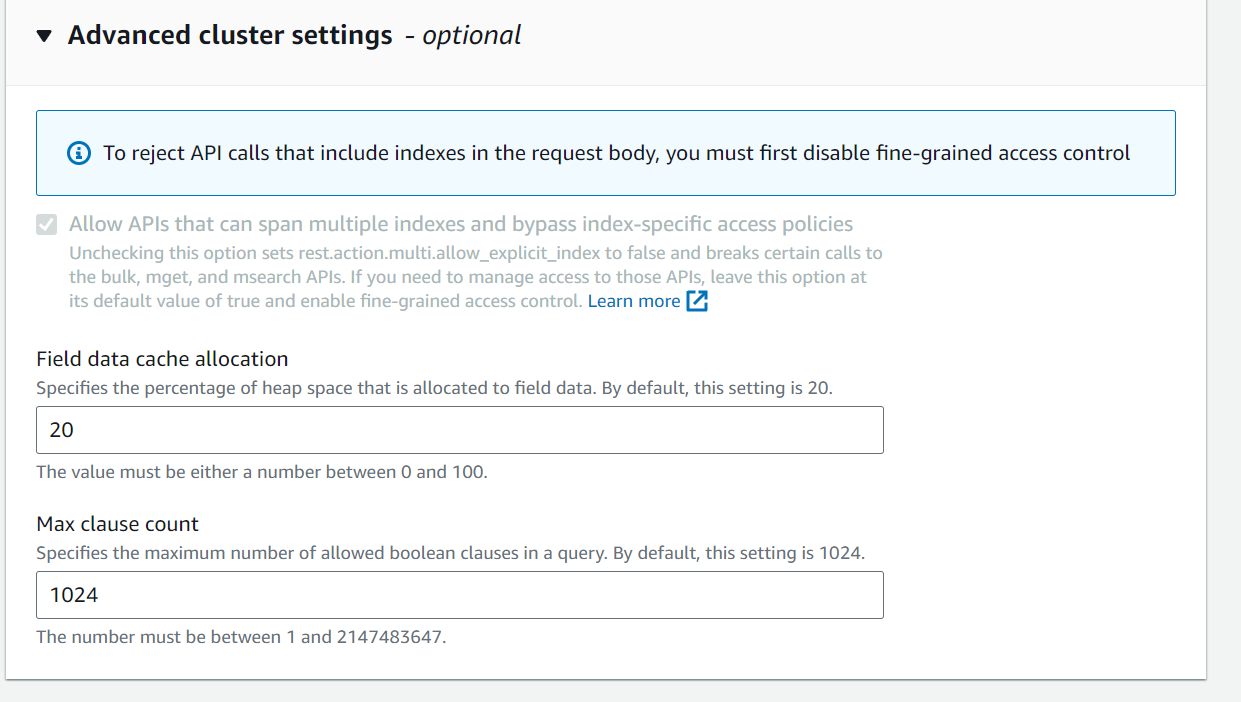 Advanced cluster settings - optional
To reject API calls that include indexes in the request body, you must first disable fine-grained access control
Allow APIs that can span multiple indexes and bypass index-specific access policies
Unchecking this option sets rest.action.multi.allow_explicit_index to false and breaks certain calls to
the bulk, mget, and msearch APIs. If you need to manage access to those APIs, leave this option at
its default value of true and enable fine-grained access control. Learn more
Field data cache allocation
Specifies the percentage of heap space that is allocated to field data. By default, this setting is 20.
20
The value must be either a number between 0 and 100.
Max clause count
Specifies the maximum number of allowed boolean clauses in a query. By default, this setting is 1024.
1024
The number must be between 1 and 2147483647.